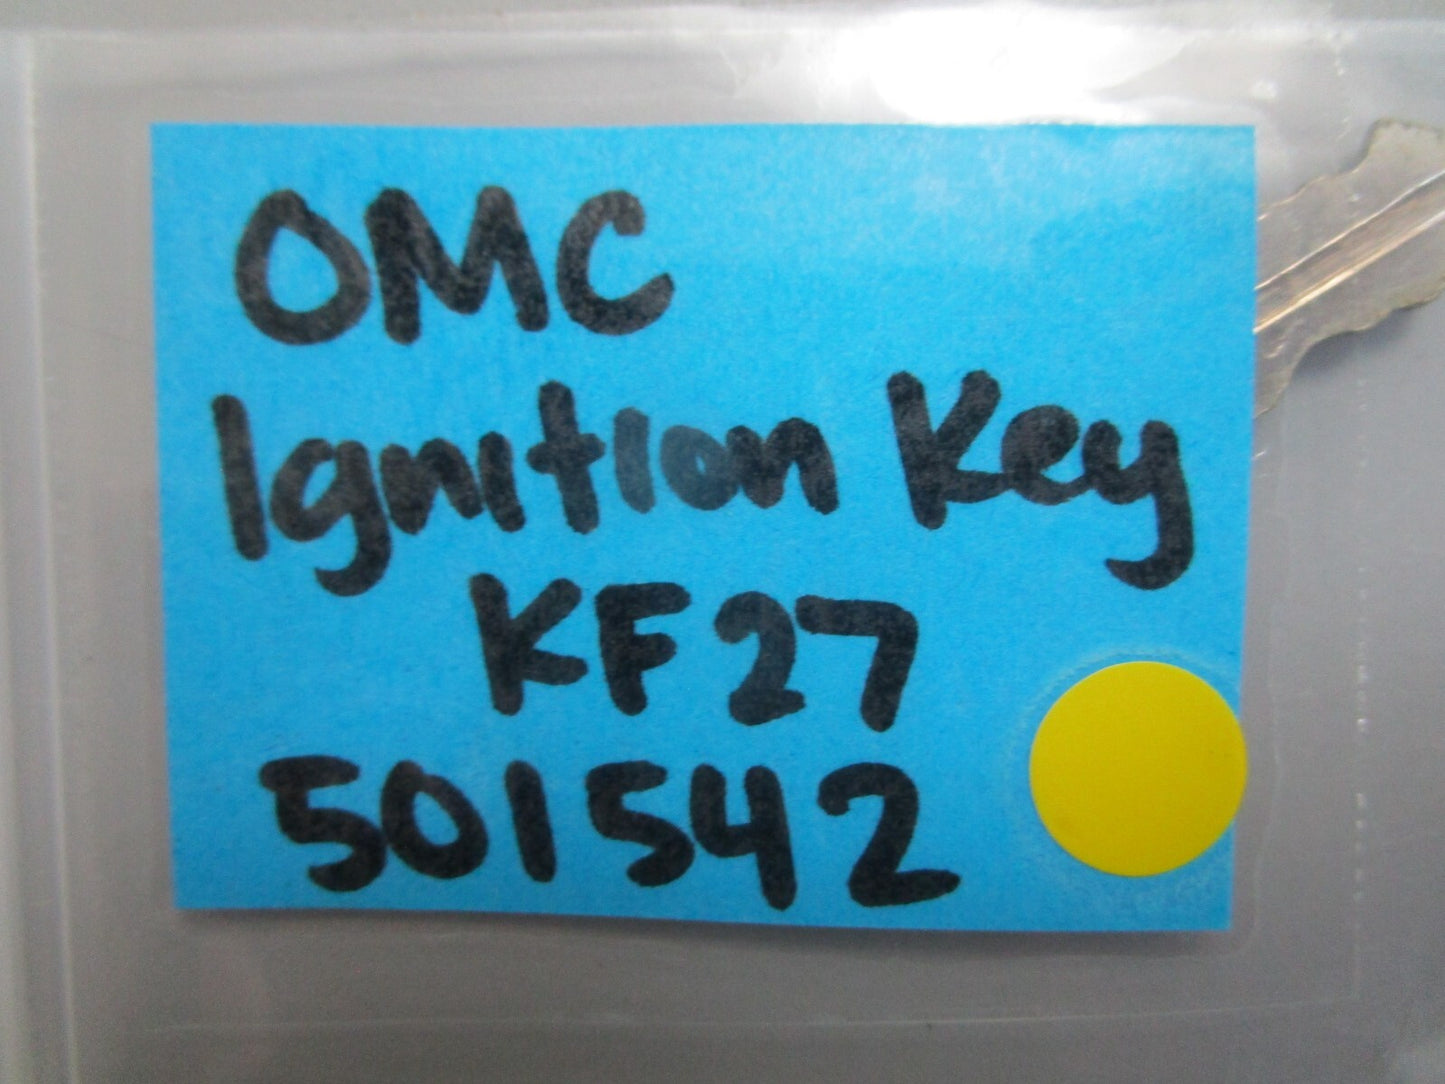 OMC
Ignition Key
KF27
501542